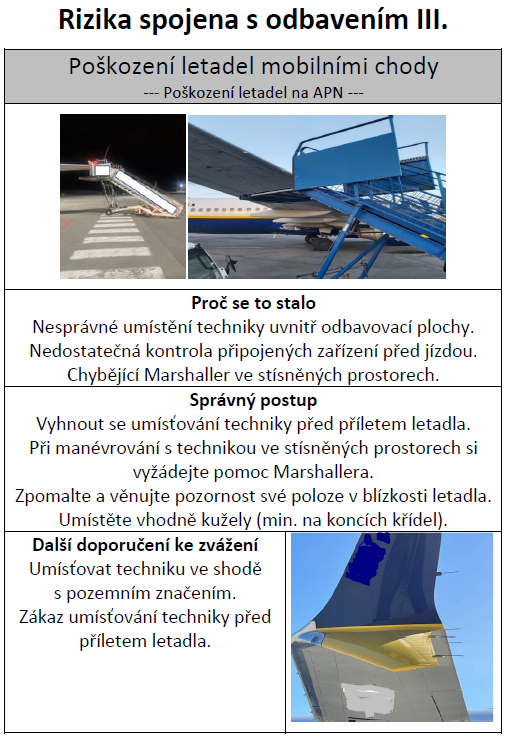 Rizika spojena s odbavením III.
Poškození letadel mobilními chody
--- Poškození letadel na APN ---
Proč se to stalo
Nesprávné umístění techniky uvnitř odbavovací plochy.
Nedostatečná kontrola připojených zařízení před jízdou.
Chybějící Marshaller ve stísněných prostorech.
Správný postup
Vyhnout se umísťování techniky před příletem letadla.
Při manévrování s technikou ve stísněných prostorech si
vyžádejte pomoc Marshallera.
Zpomalte a věnujte pozornost své poloze v blízkosti letadla.
Umístěte vhodně kužely (min. na koncích křídel).
Další doporučení ke zvážení
Umísťovat techniku ve shodě
s pozemním značením.
Zákaz umísťování techniky před
příletem letadla.